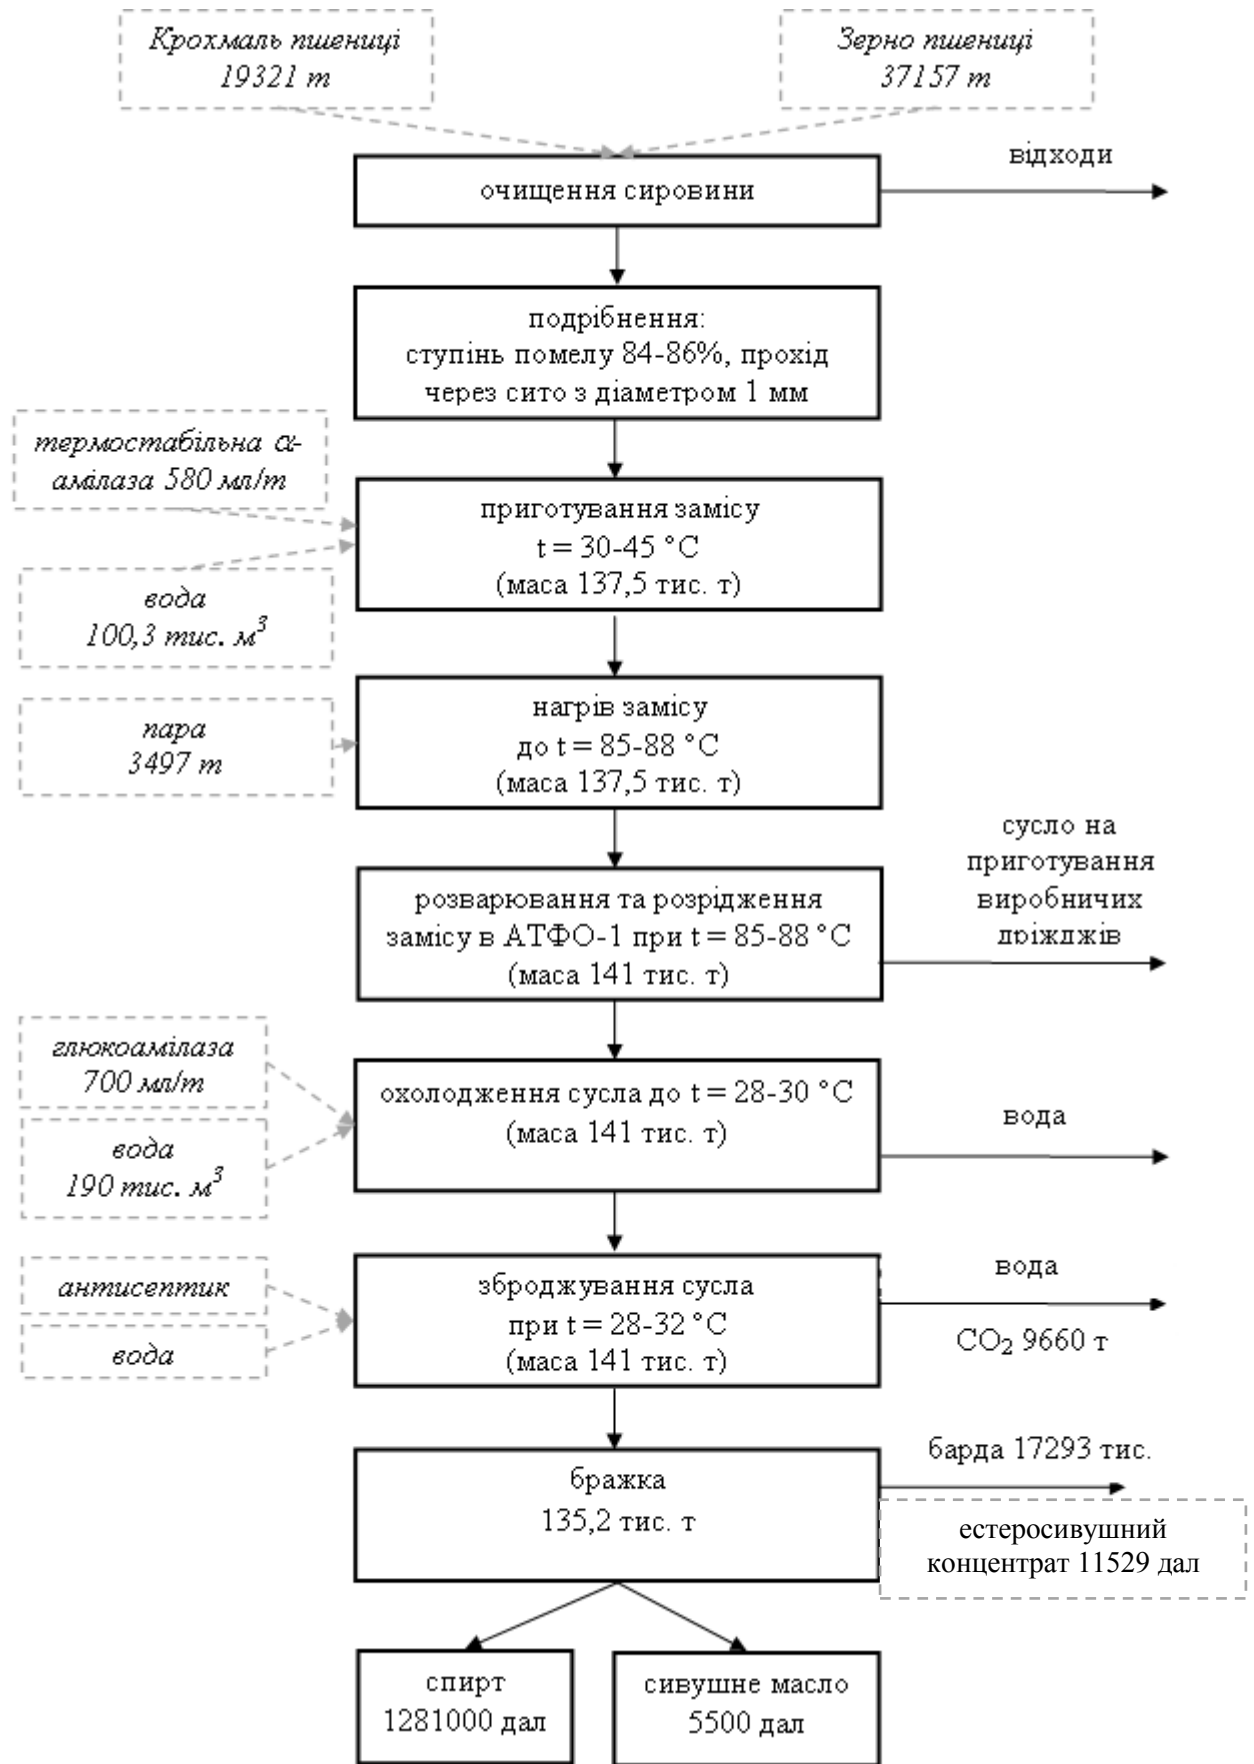 Крохмаль пшениці
19321 т
Зерно пшениці
37157 т
очищення сировини
відходи
подрібнення:
ступінь помелу 84-86%, прохід
через сито з діаметром 1 мм
термостабільна α-
амілаза 580 мл/т
приготування замісу
t = 30-45 °C
(маса 137,5 тис. т)
вода
100,3 тис. м³
нагрів замісу
до t = 85-88 °C
(маса 137,5 тис. т)
пара
3497 т
розварювання та розрідження
замісу в АТФО-1 при t = 85-88 °C
(маса 141 тис. т)
сусло на
приготування
виробничих
дріжджів
глюкоамілаза
700 мл/т
вода
190 тис. м³
охолодження сусла до t = 28-30 °C
(маса 141 тис. т)
вода
антисептик
вода
зброджування сусла
при t = 28-32 °C
(маса 141 тис. т)
вода
CO₂ 9660 т
бражка
135,2 тис. т
барда 17293 тис.
естеросивушний
концентрат 11529 дал
спирт
1281000 дал
сивушне масло
5500 дал